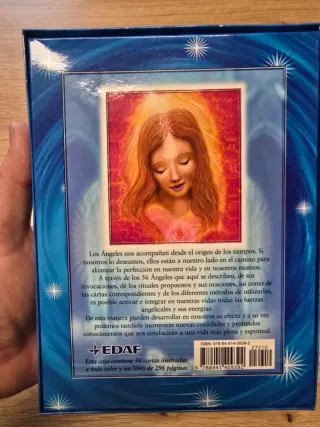 Los Ángeles nos acompañan desde el origen de los tiempos. Si
nosotros lo deseamos, ellos están a nuestro lado en el camino para
alcanzar la perfección en nuestra vida y en nosotros mismos.
A través de los 36 Ángeles que aquí se describen, de sus
invocaciones, de los rituales propuestos y sus oraciones, así como de
las cartas correspondientes y de los diferentes métodos de utilizarlas,
es posible activar e integrar en nuestras vidas todas las fuerzas
angelicales y sus energías.
De esta manera pueden desarrollar en nosotros su efecto y a su vez
podemos también incorporar nuevas cualidades y profundos
conocimientos que nos conducirán a una vida más plena y espiritual.
EDAF
Esta caja contiene 36 cartas ilustradas
a todo color y un libro de 296 páginas